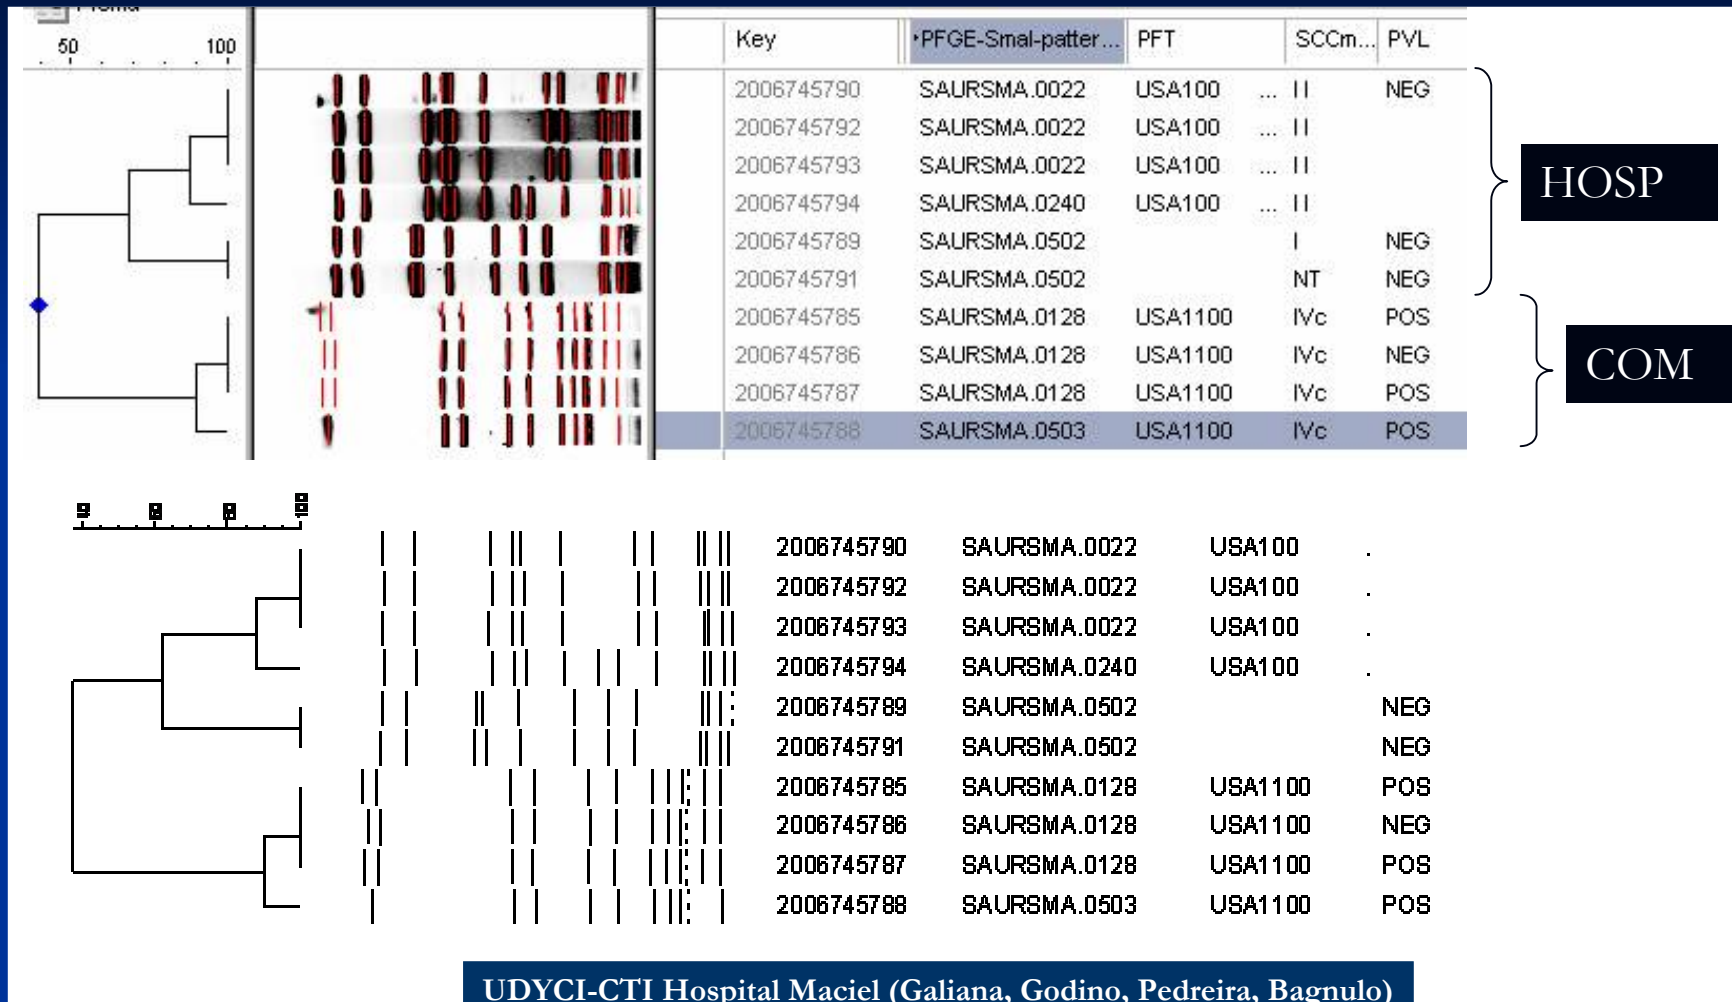 50 100
Key PFGE-SmaI-patter... PFT SCCm... PVL
2006745790 SAURSMA.0022 USA100 ... II NEG
2006745792 SAURSMA.0022 USA100 ... II
2006745793 SAURSMA.0022 USA100 ... II
2006745794 SAURSMA.0240 USA100 ... II
2006745789 SAURSMA.0502 I NEG
2006745791 SAURSMA.0502 NT NEG
2006745785 SAURSMA.0128 USA1100 IVc POS
2006745786 SAURSMA.0128 USA1100 IVc NEG
2006745787 SAURSMA.0128 USA1100 IVc POS
2006745788 SAURSMA.0503 USA1100 IVc POS
HOSP
COM
100
2006745790 SAURSMA.0022 USA100 .
2006745792 SAURSMA.0022 USA100 .
2006745793 SAURSMA.0022 USA100 .
2006745794 SAURSMA.0240 USA100 .
2006745789 SAURSMA.0502 NEG
2006745791 SAURSMA.0502 NEG
2006745785 SAURSMA.0128 USA1100 POS
2006745786 SAURSMA.0128 USA1100 NEG
2006745787 SAURSMA.0128 USA1100 POS
2006745788 SAURSMA.0503 USA1100 POS
UDYCI-CTI Hospital Maciel (Galiana, Godino, Pedreira, Bagnulo)